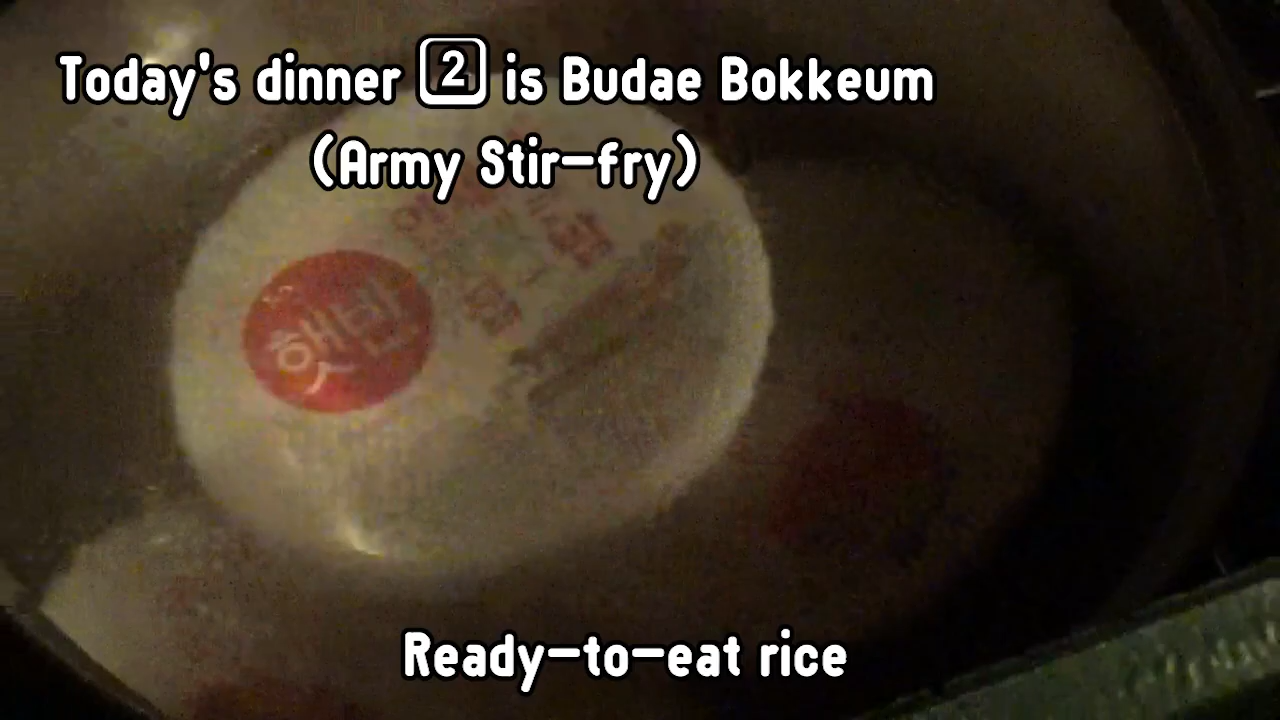 Today's dinner 2 is Budae Bokkeum
(Army Stir-fry)
햇반
Ready-to-eat rice